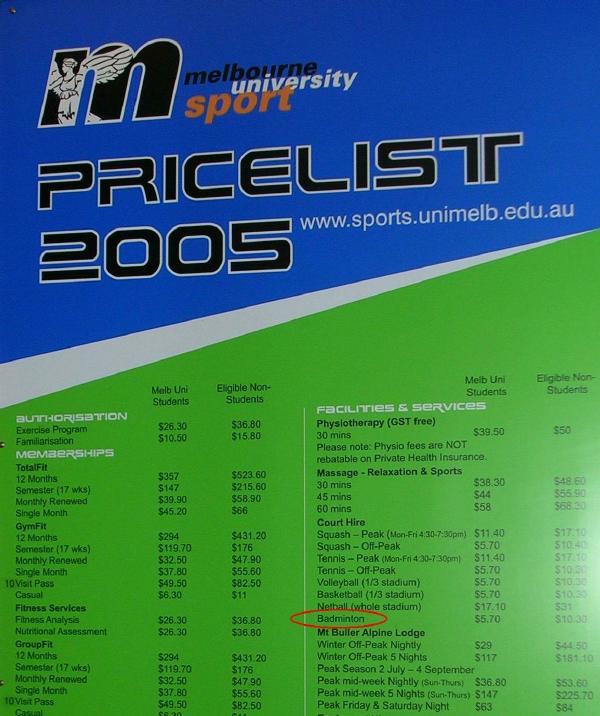 melbourne
university
sport
PRICELIST
2005
www.sports.unimelb.edu.au
Melb Uni Students Eligible Non-Students
AUTHORISATION
Exercise Program $26.30 $36.80
Familiarisation $10.50 $15.80
MEMBERSHIPS
TotalFit
12 Months $357 $523.60
Semester (17 wks) $147 $215.60
Monthly Renewed $39.90 $58.90
Single Month $45.20 $66
GymFit
12 Months $294 $431.20
Semester (17 wks) $119.70 $176
Monthly Renewed $32.50 $47.90
Single Month $37.80 $55.60
10 Visit Pass $49.50 $82.50
Casual $6.30 $11
Fitness Services
Fitness Analysis $26.30 $36.80
Nutritional Assessment $26.30 $36.80
GroupFit
12 Months $294 $431.20
Semester (17 wks) $119.70 $176
Monthly Renewed $32.50 $47.90
Single Month $37.80 $55.60
10 Visit Pass $49.50 $82.50
Casual
Melb Uni Students Eligible Non-Students
FACILITIES & SERVICES
Physiotherapy (GST free)
30 mins $39.50 $50
Please note: Physio fees are NOT
rebatable on Private Health Insurance.
Massage - Relaxation & Sports
30 mins $38.30 $48.60
45 mins $44 $55.90
60 mins $58 $68.30
Court Hire
Squash – Peak (Mon-Fri 4:30-7:30pm) $11.40 $17.10
Squash – Off-Peak $5.70 $10.40
Tennis – Peak (Mon-Fri 4:30-7:30pm) $11.40 $17.10
Tennis – Off-Peak $5.70 $10.30
Volleyball (1/3 stadium) $5.70 $10.30
Basketball (1/3 stadium) $5.70 $10.30
Netball (whole stadium) $17.10 $31
Badminton $5.70 $10.30
Mt Buller Alpine Lodge
Winter Off-Peak Nightly $29 $44.50
Winter Off-Peak 5 Nights $117 $181.10
Peak Season 2 July – 4 September
Peak mid-week Nightly (Sun-Thurs) $36.80 $53.60
Peak mid-week 5 Nights (Sun-Thurs) $147 $225.70
Peak Friday & Saturday Night $63 $84